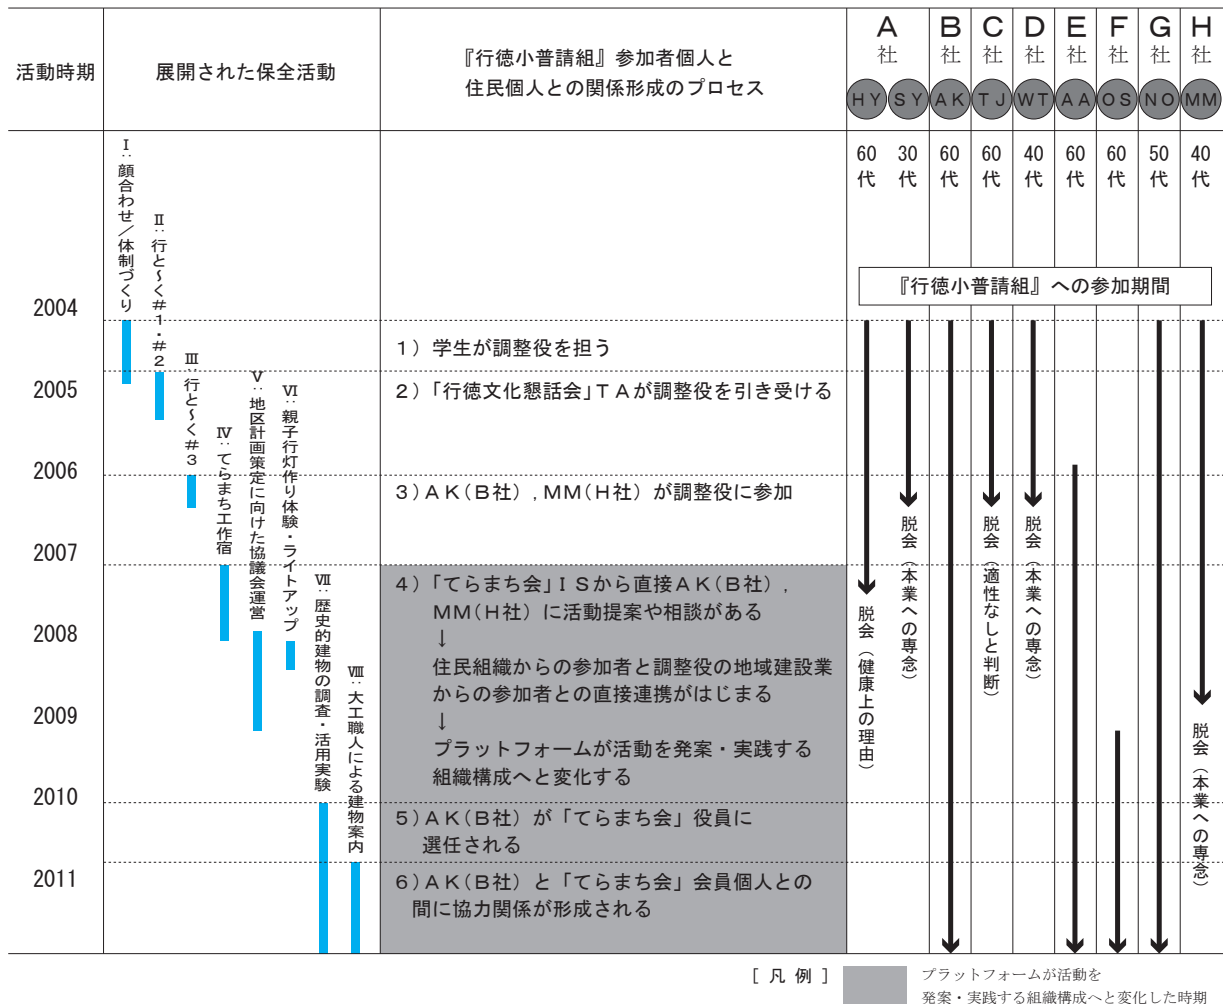 活動時期
展開された保全活動
『行徳小普請組』参加者個人と
住民個人との関係形成のプロセス
A
社
B
社
C
社
D
社
E
社
F
社
G
社
H
社
HY
SY
AK
TJ
WT
AA
OS
NO
MM
60
代
30
代
60
代
60
代
40
代
60
代
60
代
50
代
40
代
『行徳小普請組』への参加期間
2004
2005
2006
2007
2008
2009
2010
2011
Ⅰ：顔合わせ／体制づくり
Ⅱ：行と〜く＃1・＃2
Ⅲ：行と〜く＃3
Ⅳ：てらまち工作宿
Ⅴ：地区計画策定に向けた協議会運営
Ⅵ：親子行灯作り体験・ライトアップ
Ⅶ：歴史的建物の調査・活用実験
Ⅷ：大工職人による建物案内
1）学生が調整役を担う
2）「行徳文化懇話会」ＴＡが調整役を引き受ける
3）ＡＫ（Ｂ社）, ＭＭ（Ｈ社）が調整役に参加
4）「てらまち会」ＩＳから直接ＡＫ（Ｂ社）,
ＭＭ（Ｈ社）に活動提案や相談がある
↓
住民組織からの参加者と調整役の地域建設業
からの参加者との直接連携がはじまる
↓
プラットフォームが活動を発案・実践する
組織構成へと変化する
5）ＡＫ（Ｂ社）が「てらまち会」役員に
選任される
6）ＡＫ（Ｂ社）と「てらまち会」会員個人との
間に協力関係が形成される
脱会（健康上の理由）
脱会（本業への専念）
脱会（適性なしと判断）
脱会（本業への専念）
脱会（本業への専念）
［凡例］
プラットフォームが活動を
発案・実践する組織構成へと変化した時期